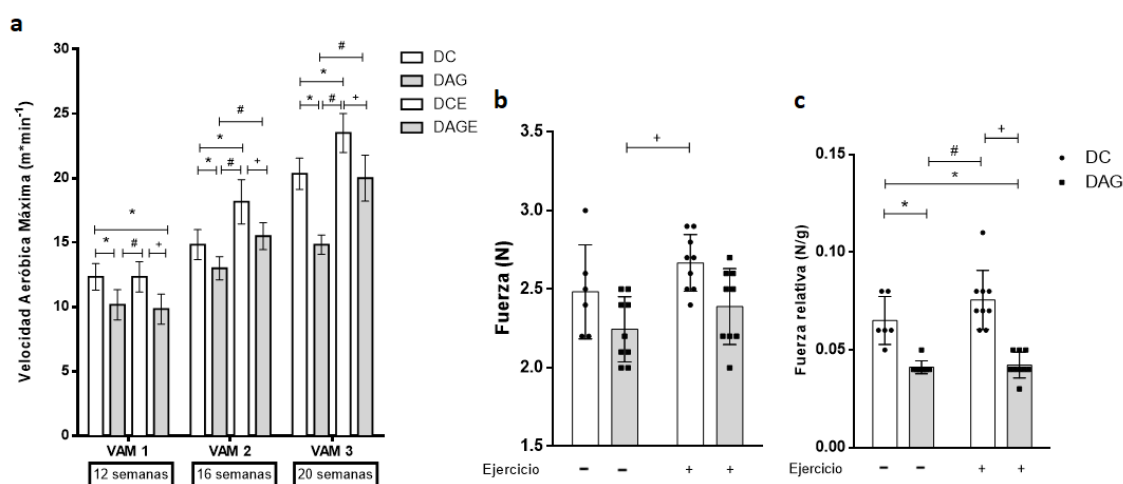 a
Velocidad Aeróbica Máxima (m*min-1)
30
25
20
15
10
5
0
* * # +
* * # + #
* * # + #
VAM 1
VAM 2
VAM 3
12 semanas
16 semanas
20 semanas
DC
DAG
DCE
DAGE
b
Fuerza (N)
3.5
3.0
2.5
2.0
1.5
+
Ejercicio – – + +
c
Fuerza relativa (N/g)
0.15
0.10
0.05
0.00
+
#
*
*
Ejercicio – – + +
DC
DAG